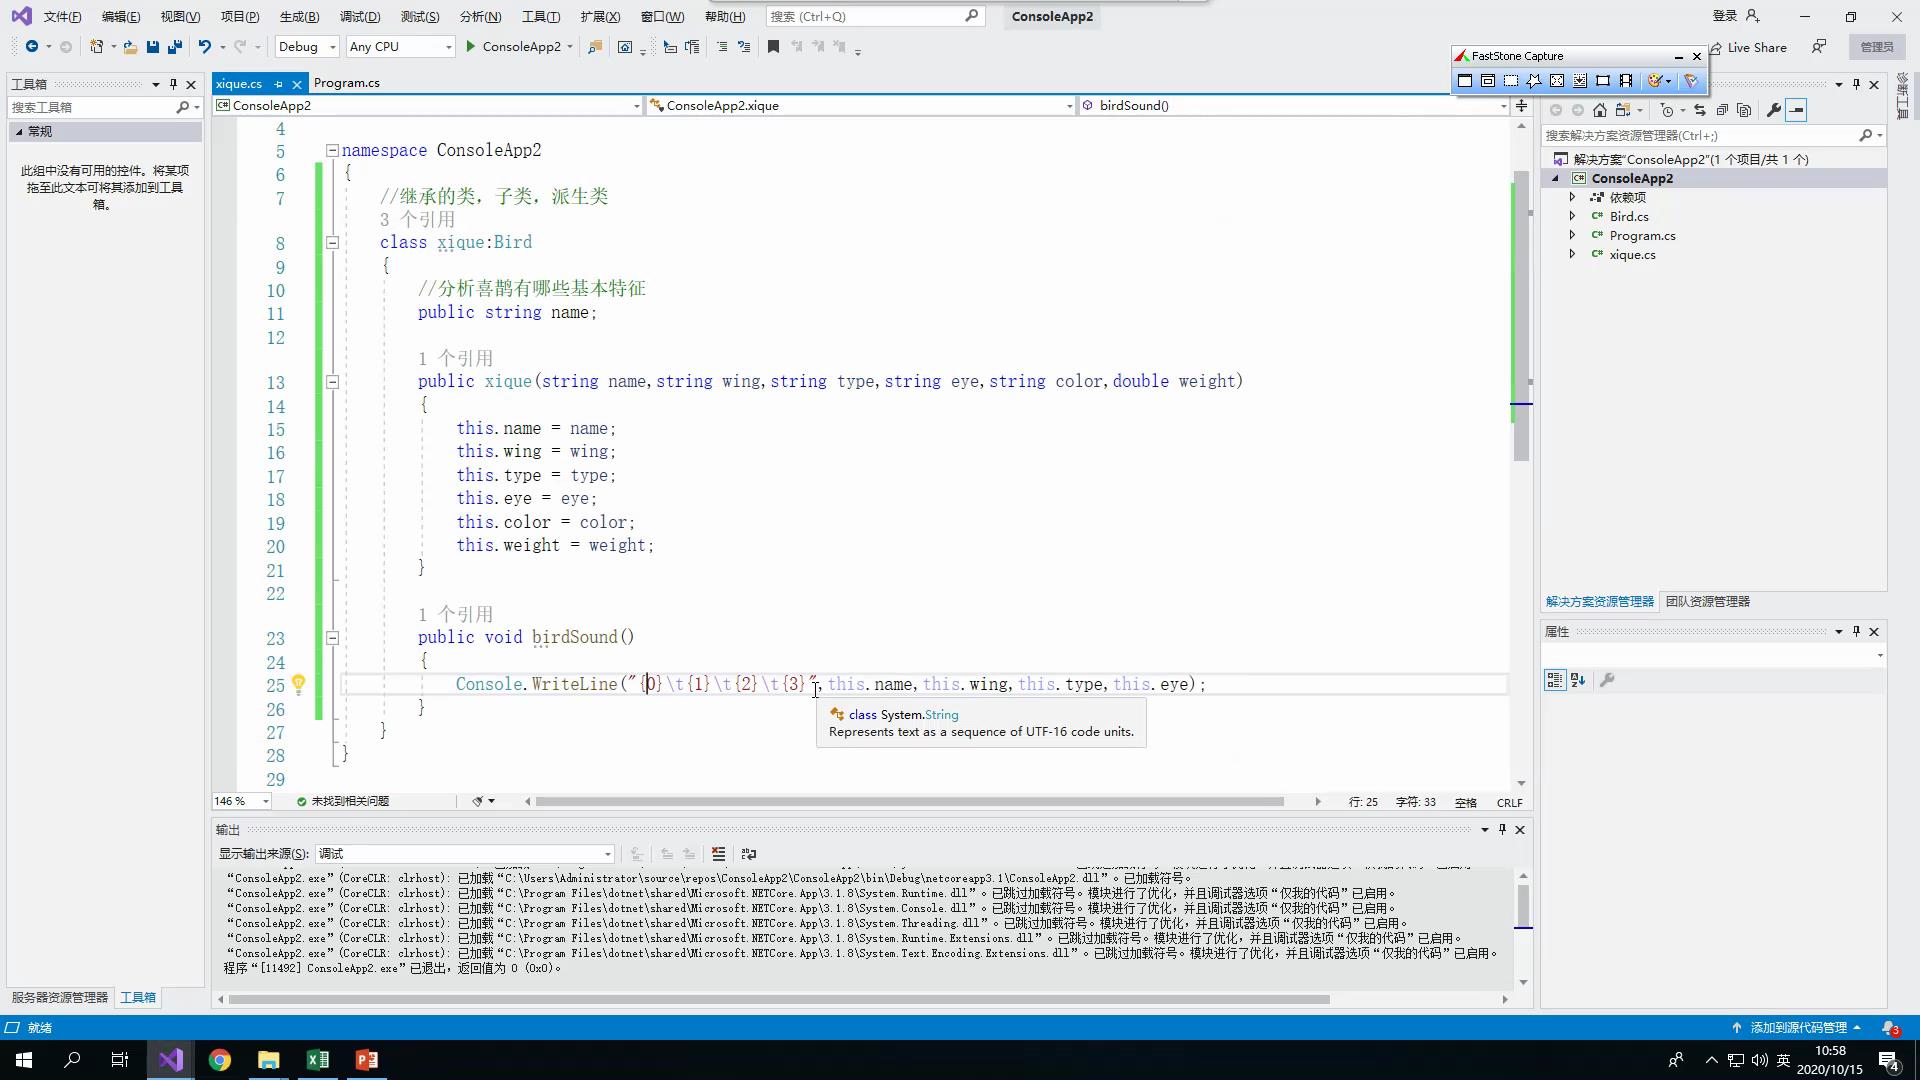 文件(F) 编辑(E) 视图(V) 项目(P) 生成(B) 调试(D) 测试(S) 分析(N) 工具(T) 扩展(X) 窗口(W) 帮助(H) 搜索 (Ctrl+Q) ConsoleApp2 登录
Debug Any CPU ConsoleApp2 Live Share 管理员
FastStone Capture
工具箱
搜索工具箱
常规
此组中没有可用的控件。将某项
拖至此文本可将其添加到工具
箱。
服务器资源管理器 工具箱
xique.cs Program.cs
ConsoleApp2 ConsoleApp2.xique birdSound()
4
5 namespace ConsoleApp2
6 {
7 //继承的类，子类，派生类
3 个引用
8 class xique:Bird
9 {
10 //分析喜鹊有哪些基本特征
11 public string name;
12
1 个引用
13 public xique(string name,string wing,string type,string eye,string color,double weight)
14 {
15 this.name = name;
16 this.wing = wing;
17 this.type = type;
18 this.eye = eye;
19 this.color = color;
20 this.weight = weight;
21 }
22
1 个引用
23 public void birdSound()
24 {
25 Console.WriteLine("{0}\t{1}\t{2}\t{3}",this.name,this.wing,this.type,this.eye);
26 }
27 }
28 }
29
class System.String
Represents text as a sequence of UTF-16 code units.
146 % 未找到相关问题 行: 25 字符: 33 空格 CRLF
输出
显示输出来源(S): 调试
“ConsoleApp2.exe”(CoreCLR: clrhost): 已加载“C:\Users\Administrator\source\repos\ConsoleApp2\ConsoleApp2\bin\Debug\netcoreapp3.1\ConsoleApp2.dll”。已加载符号。
“ConsoleApp2.exe”(CoreCLR: clrhost): 已加载“C:\Program Files\dotnet\shared\Microsoft.NETCore.App\3.1.8\System.Runtime.dll”。已跳过加载符号。模块进行了优化，并且调试器选项“仅我的代码”已启用。
“ConsoleApp2.exe”(CoreCLR: clrhost): 已加载“C:\Program Files\dotnet\shared\Microsoft.NETCore.App\3.1.8\System.Console.dll”。已跳过加载符号。模块进行了优化，并且调试器选项“仅我的代码”已启用。
“ConsoleApp2.exe”(CoreCLR: clrhost): 已加载“C:\Program Files\dotnet\shared\Microsoft.NETCore.App\3.1.8\System.Threading.dll”。已跳过加载符号。模块进行了优化，并且调试器选项“仅我的代码”已启用。
“ConsoleApp2.exe”(CoreCLR: clrhost): 已加载“C:\Program Files\dotnet\shared\Microsoft.NETCore.App\3.1.8\System.Runtime.Extensions.dll”。已跳过加载符号。模块进行了优化，并且调试器选项“仅我的代码”已启用。
“ConsoleApp2.exe”(CoreCLR: clrhost): 已加载“C:\Program Files\dotnet\shared\Microsoft.NETCore.App\3.1.8\System.Text.Encoding.Extensions.dll”。已跳过加载符号。模块进行了优化，并且调试器选项“仅我的代码”已启用。
程序“[11492] ConsoleApp2.exe”已退出，返回值为 0 (0x0)。
搜索解决方案资源管理器(Ctrl+;)
解决方案"ConsoleApp2"(1 个项目/共 1 个)
ConsoleApp2
依赖项
C# Bird.cs
C# Program.cs
C# xique.cs
解决方案资源管理器 团队资源管理器
属性
诊断工具
就绪 添加到源代码管理 3
英 10:58
2020/10/15 4